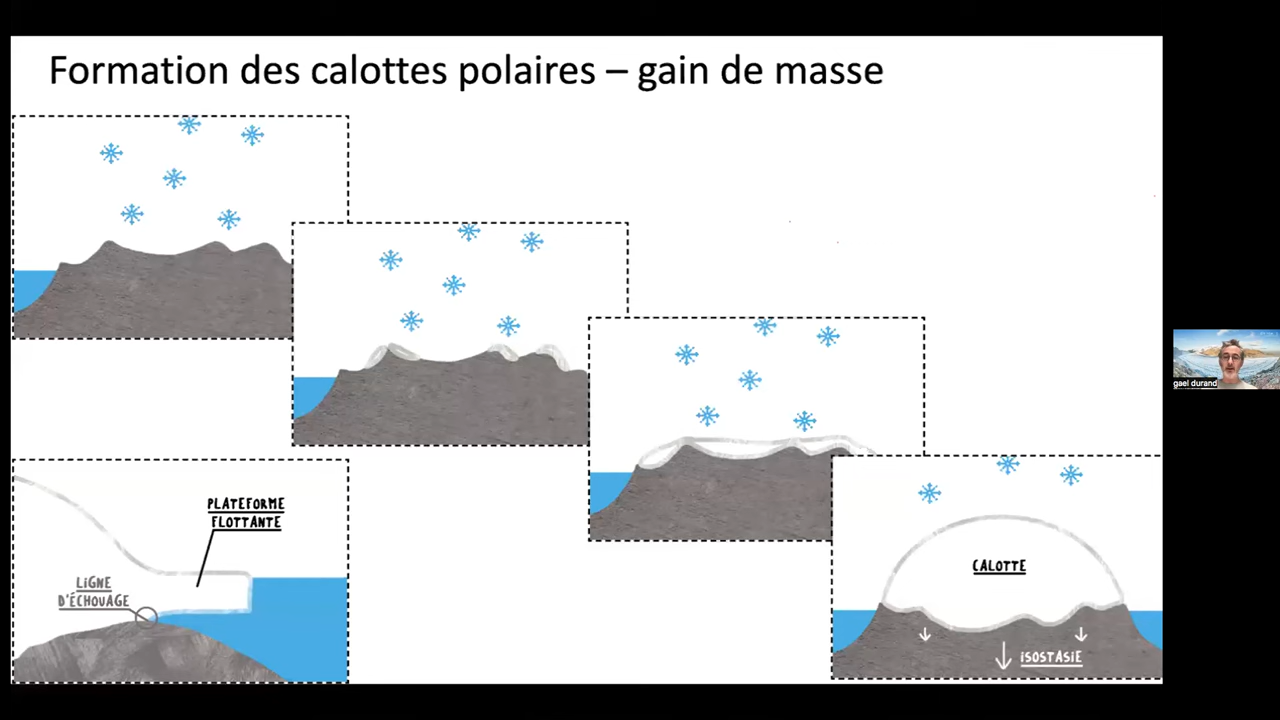 Formation des calottes polaires – gain de masse
PLATEFORME
FLOTTANTE
LIGNE
D'ÉCHOUAGE
CALOTTE
ISOSTASIE
gael durand